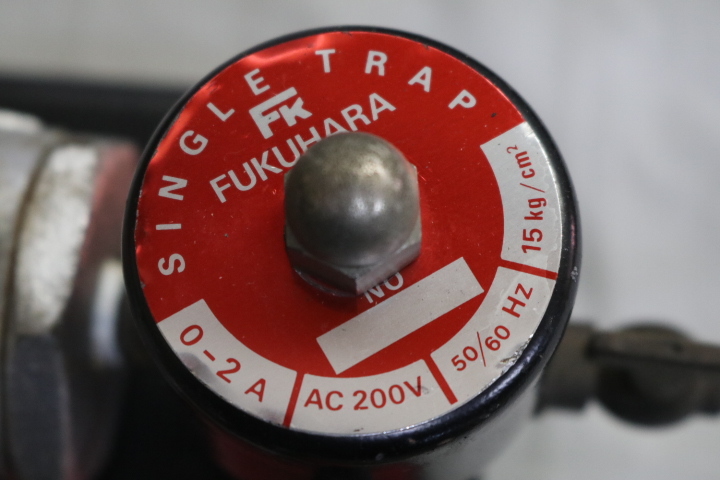 SINGLE TRAP
FK
FUKUHARA
NO
0-2 A
AC 200V
50/60 Hz
15 kg/cm²